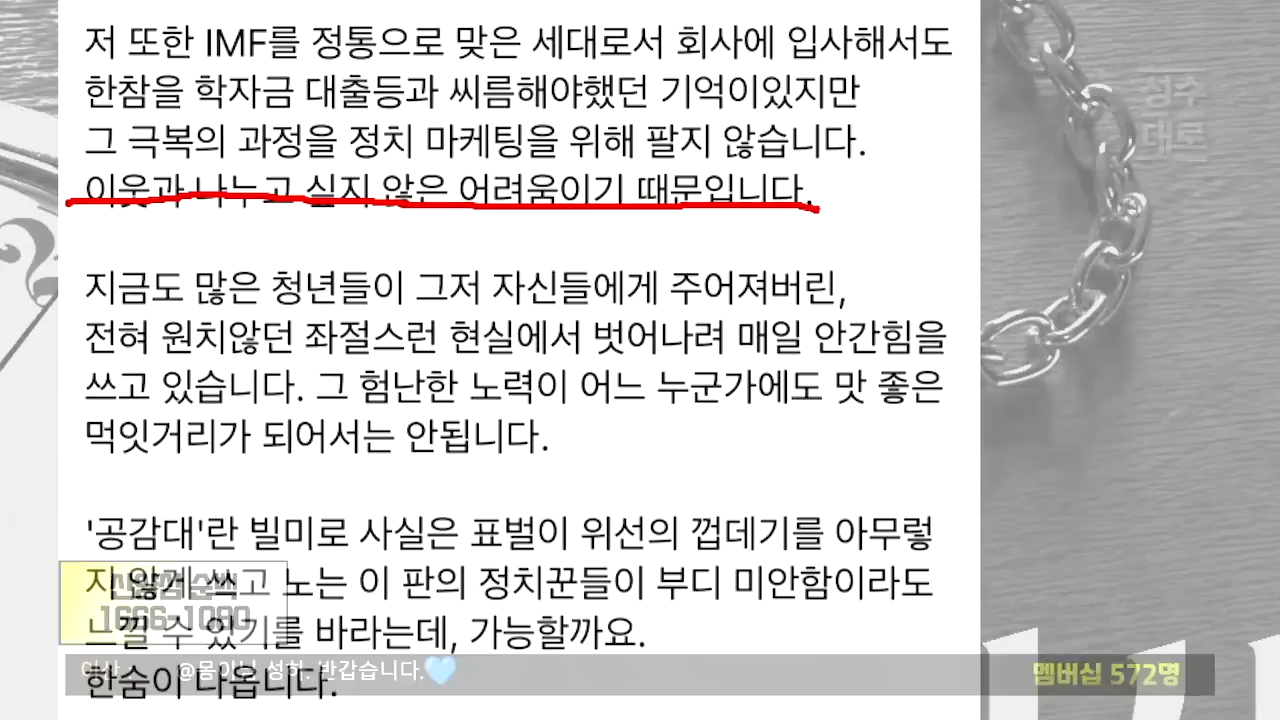 저 또한 IMF를 정통으로 맞은 세대로서 회사에 입사해서도
한참을 학자금 대출등과 씨름해야했던 기억이있지만
그 극복의 과정을 정치 마케팅을 위해 팔지 않습니다.
이웃과 나누고 싶지 않은 어려움이기 때문입니다.
지금도 많은 청년들이 그저 자신들에게 주어져버린,
전혀 원치않던 좌절스런 현실에서 벗어나려 매일 안간힘을
쓰고 있습니다. 그 험난한 노력이 어느 누군가에도 맛 좋은
먹잇거리가 되어서는 안됩니다.
'공감대'란 빌미로 사실은 표벌이 위선의 껍데기를 아무렇
지 않게 쓰고 노는 이 판의 정치꾼들이 부디 미안함이라도
느낄 수 있기를 바라는데, 가능할까요.
한숨이 나옵니다.
성수
대로
1666-1090
반갑습니다.
멤버십 572명